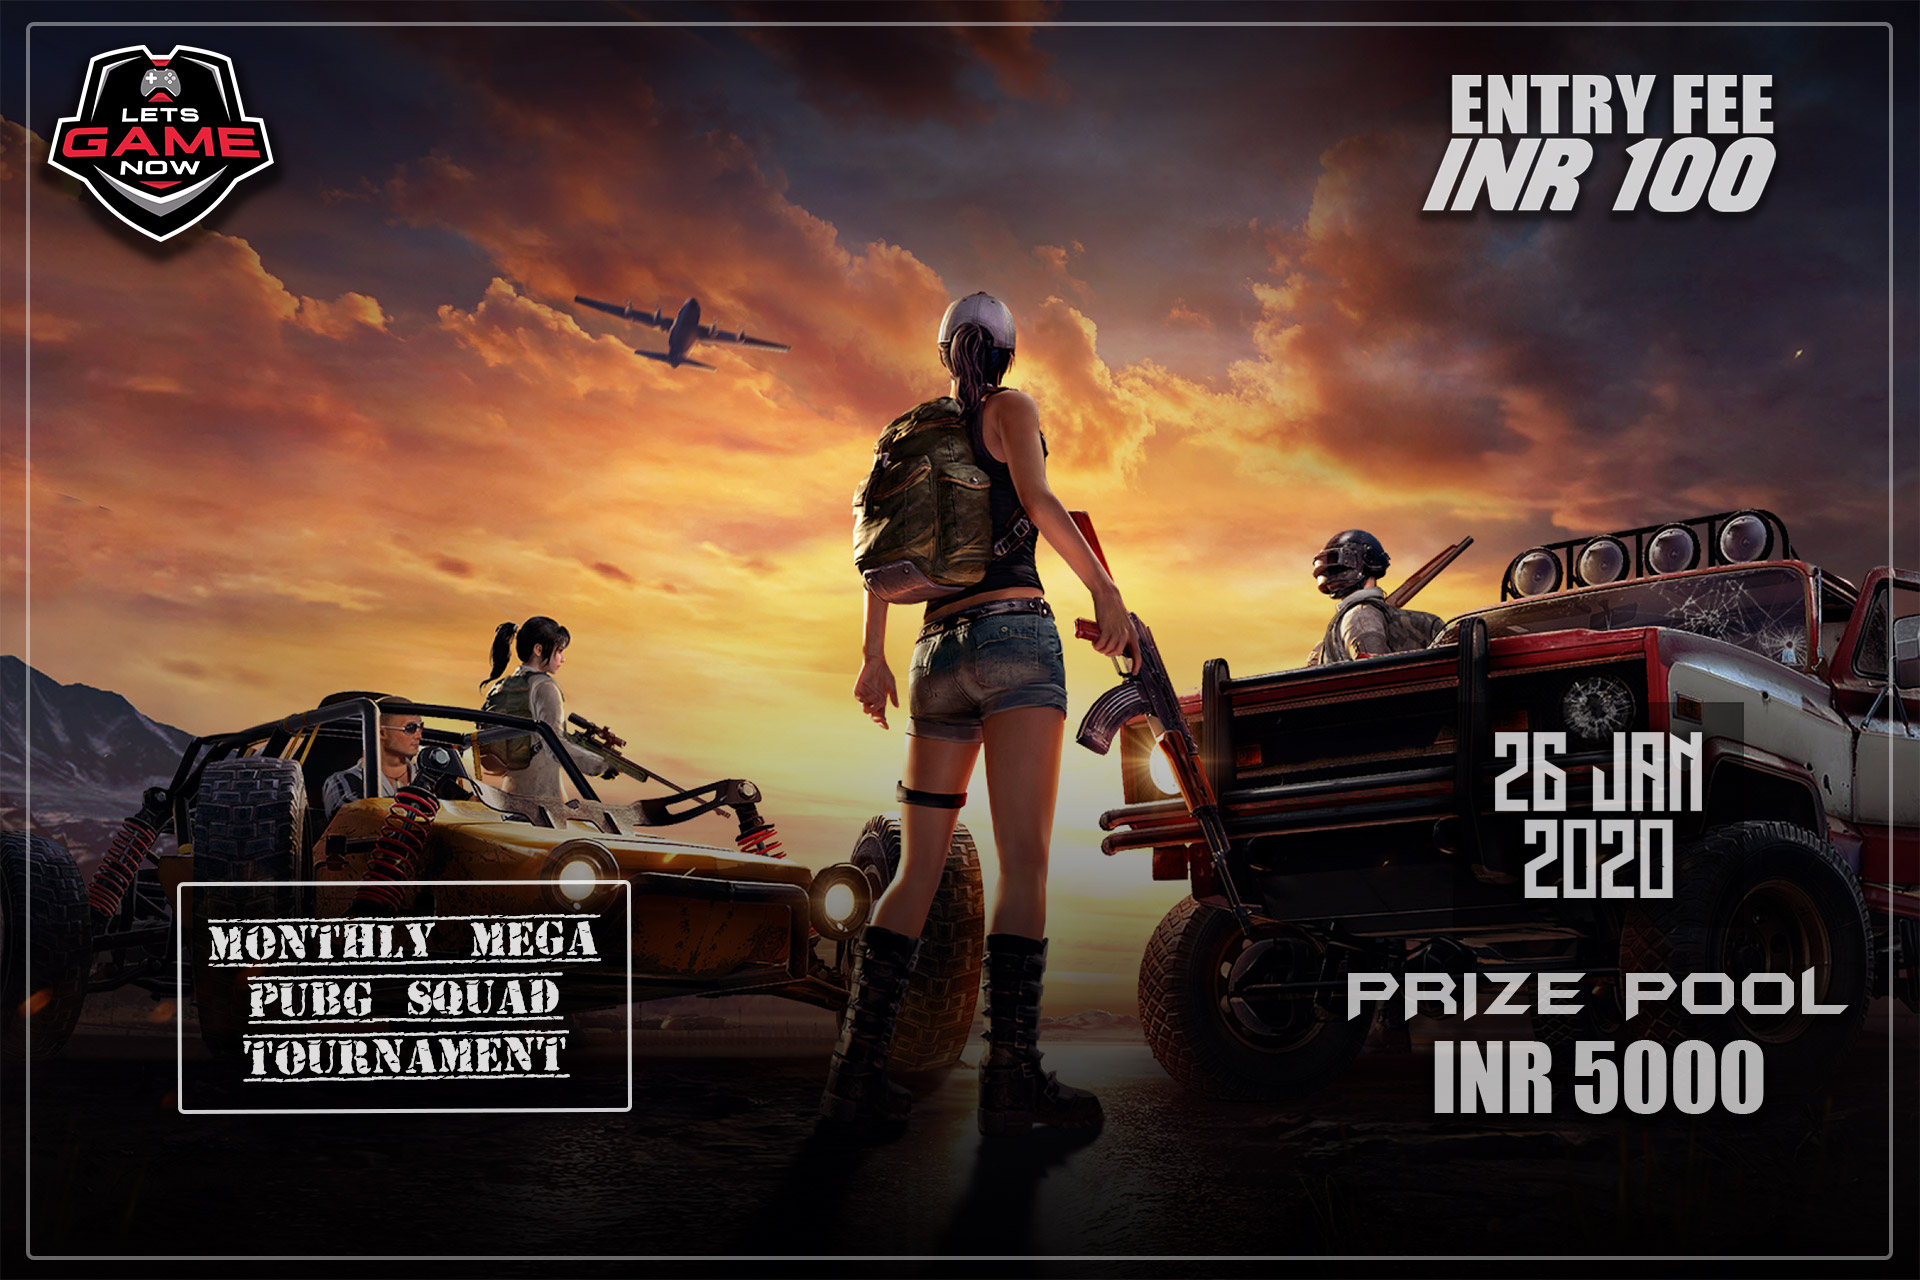 LETS
GAME
NOW
ENTRY FEE
INR 100
26 JAN
2020
MONTHLY MEGA
PUBG SQUAD
TOURNAMENT
PRIZE POOL
INR 5000